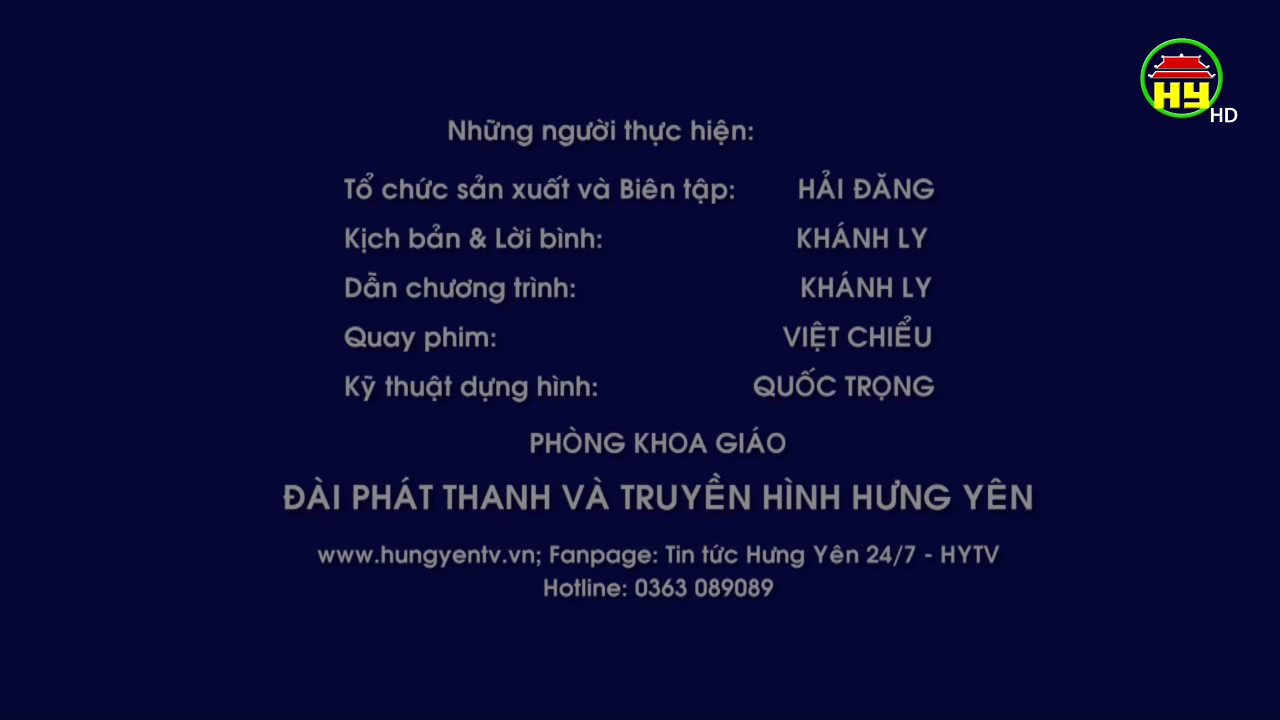 HY
HD
Những người thực hiện:
Tổ chức sản xuất và Biên tập: HẢI ĐĂNG
Kịch bản & Lời bình: KHÁNH LY
Dẫn chương trình: KHÁNH LY
Quay phim: VIỆT CHIỂU
Kỹ thuật dựng hình: QUỐC TRỌNG
PHÒNG KHOA GIÁO
ĐÀI PHÁT THANH VÀ TRUYỀN HÌNH HƯNG YÊN
www.hungyentv.vn; Fanpage: Tin tức Hưng Yên 24/7 - HYTV
Hotline: 0363 089089